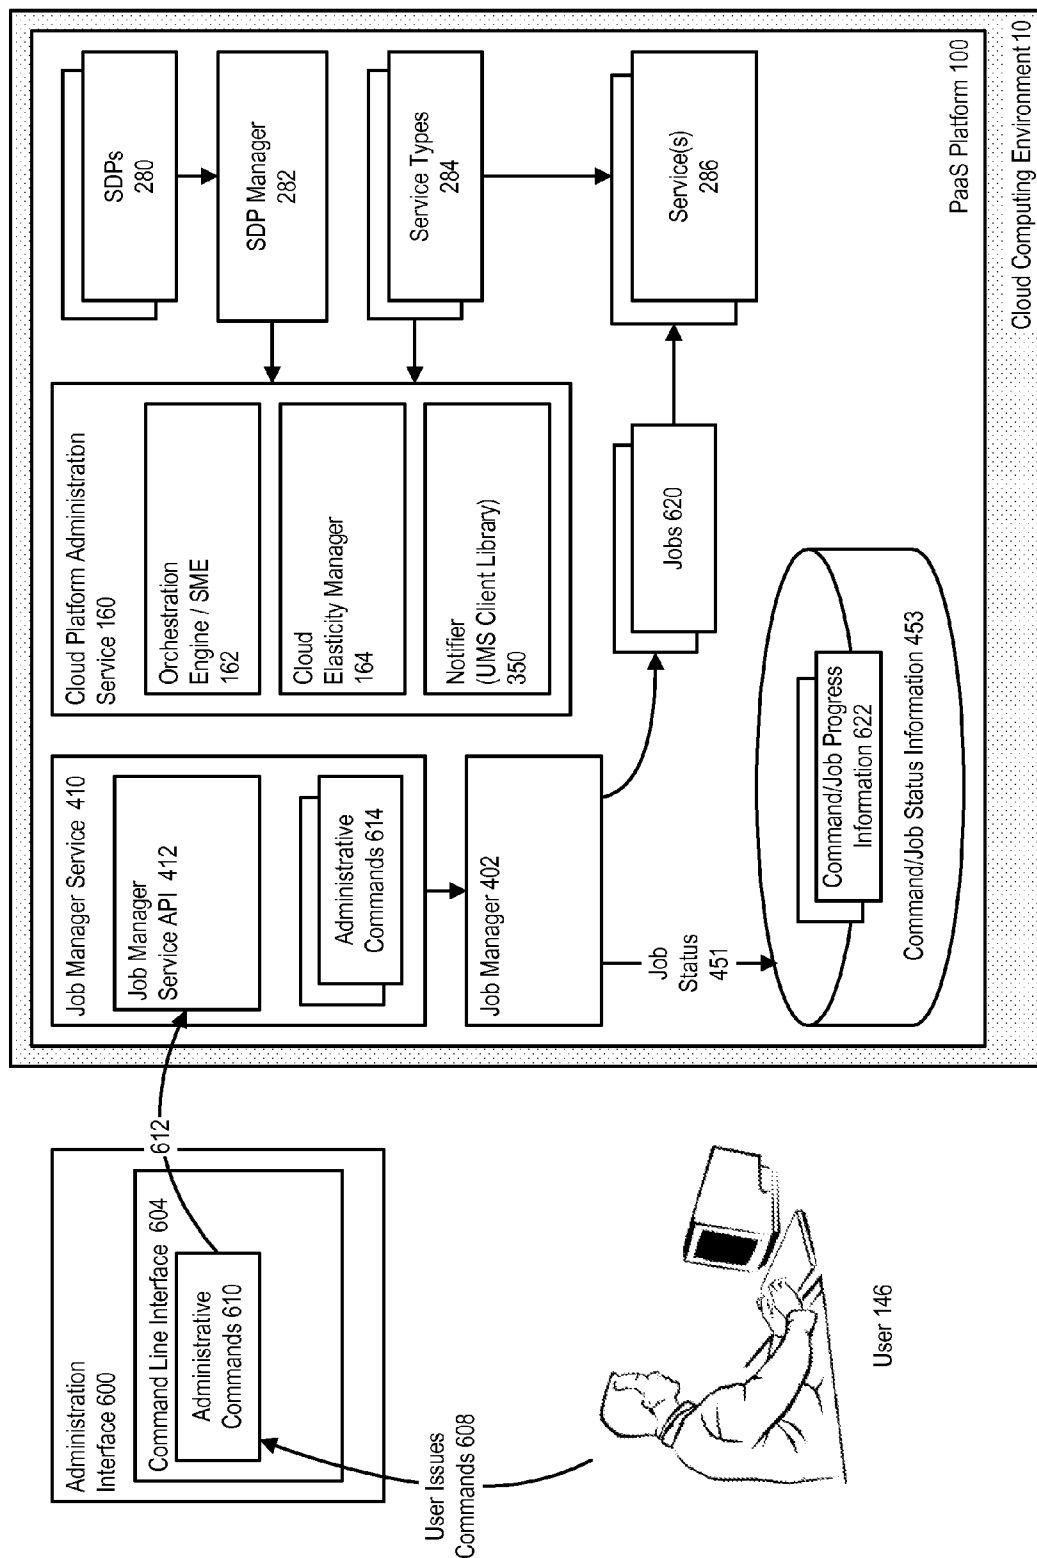 Administration
Interface 600
Command Line Interface 604
Administrative
Commands 610
User Issues
Commands 608
User 146
612
Job Manager Service 410
Job Manager
Service API 412
Administrative
Commands 614
Job Manager 402
Job
Status
451
Command/Job Progress
Information 622
Command/Job Status Information 453
Cloud Platform Administration
Service 160
Orchestration
Engine / SME
162
Cloud
Elasticity Manager
164
Notifier
(UMS Client Library)
350
Jobs 620
SDPs
280
SDP Manager
282
Service Types
284
Service(s)
286
PaaS Platform 100
Cloud Computing Environment 10